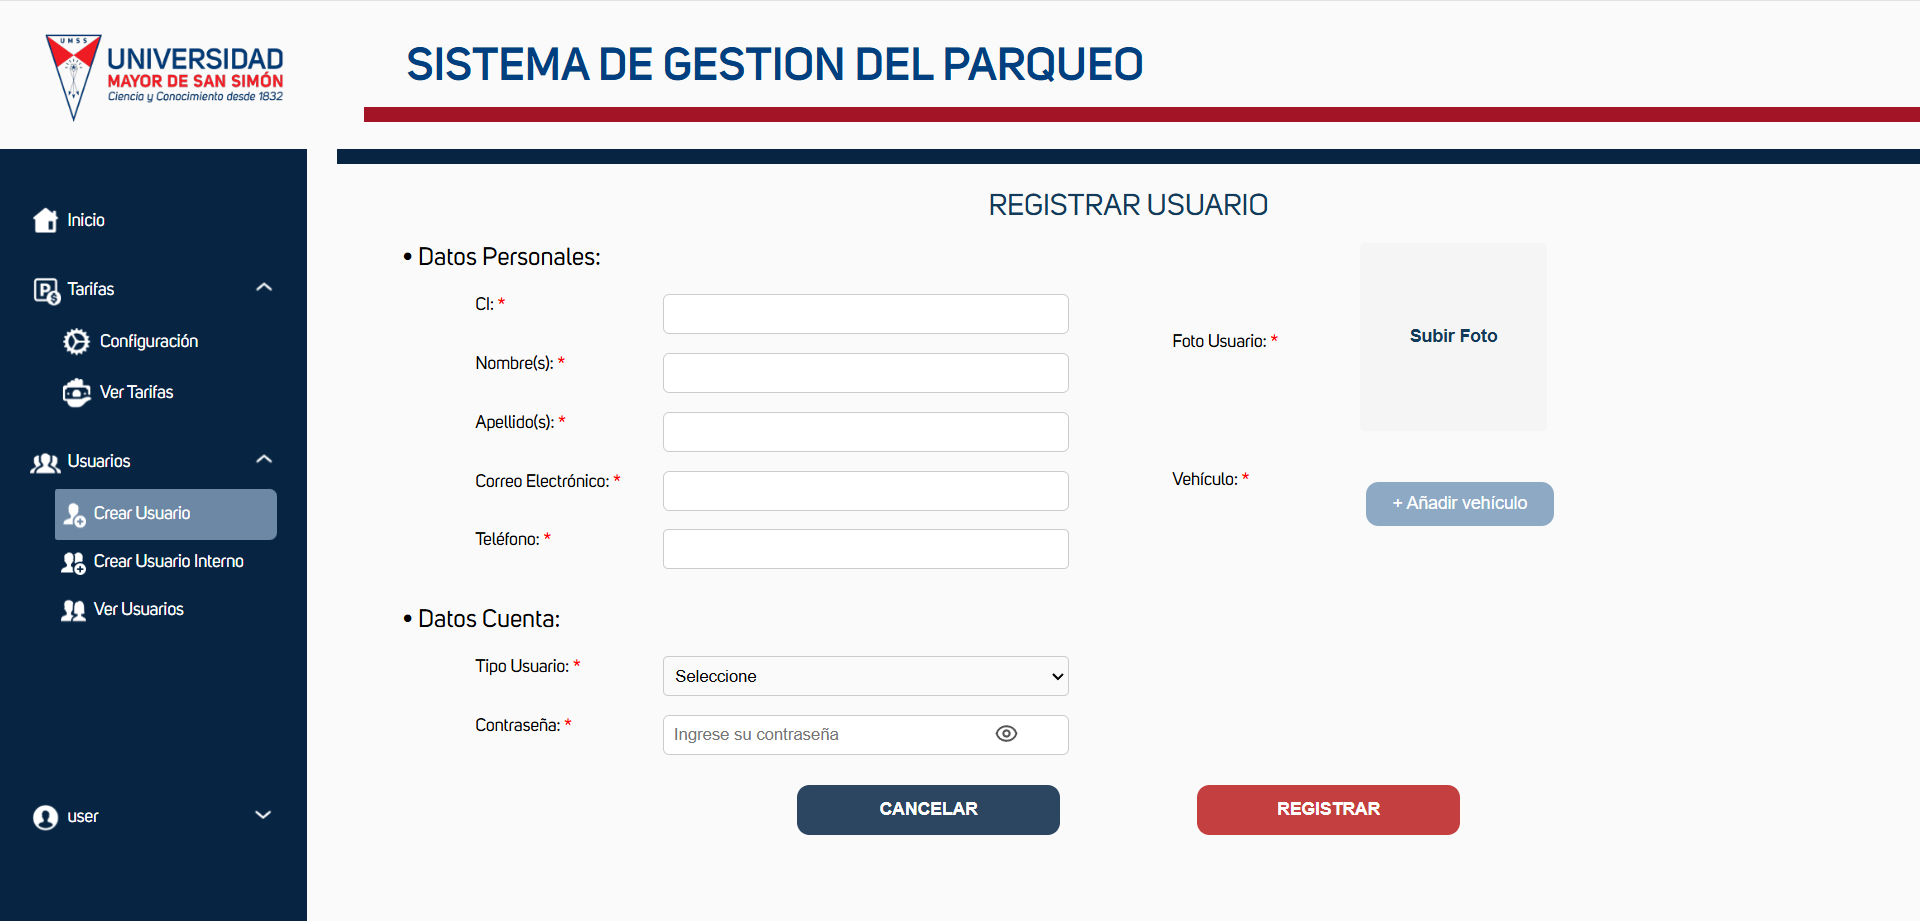 UMSS
UNIVERSIDAD
MAYOR DE SAN SIMÓN
Ciencia y Conocimiento desde 1832
SISTEMA DE GESTION DEL PARQUEO
Inicio
Tarifas
Configuración
Ver Tarifas
Usuarios
Crear Usuario
Crear Usuario Interno
Ver Usuarios
user
REGISTRAR USUARIO
• Datos Personales:
CI: *
Nombre(s): *
Apellido(s): *
Correo Electrónico: *
Teléfono: *
Foto Usuario: *
Subir Foto
Vehículo: *
+ Añadir vehículo
• Datos Cuenta:
Tipo Usuario: *
Seleccione
Contraseña: *
Ingrese su contraseña
CANCELAR
REGISTRAR